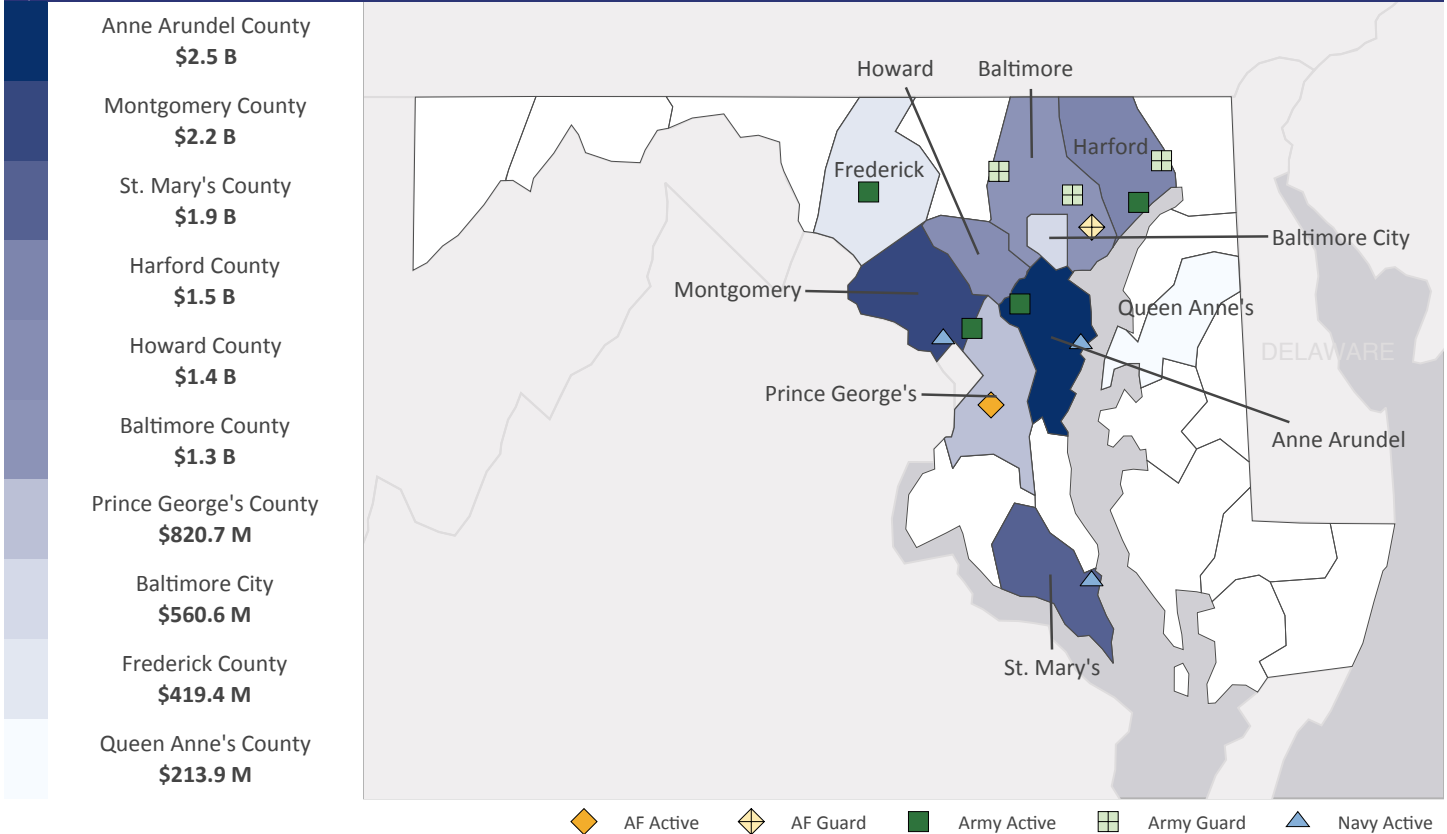 Anne Arundel County
$2.5 B
Montgomery County
$2.2 B
St. Mary's County
$1.9 B
Harford County
$1.5 B
Howard County
$1.4 B
Baltimore County
$1.3 B
Prince George's County
$820.7 M
Baltimore City
$560.6 M
Frederick County
$419.4 M
Queen Anne's County
$213.9 M
Howard
Baltimore
Harford
Frederick
Baltimore City
Montgomery
Queen Anne's
DELAWARE
Prince George's
Anne Arundel
St. Mary's
AF Active
AF Guard
Army Active
Army Guard
Navy Active